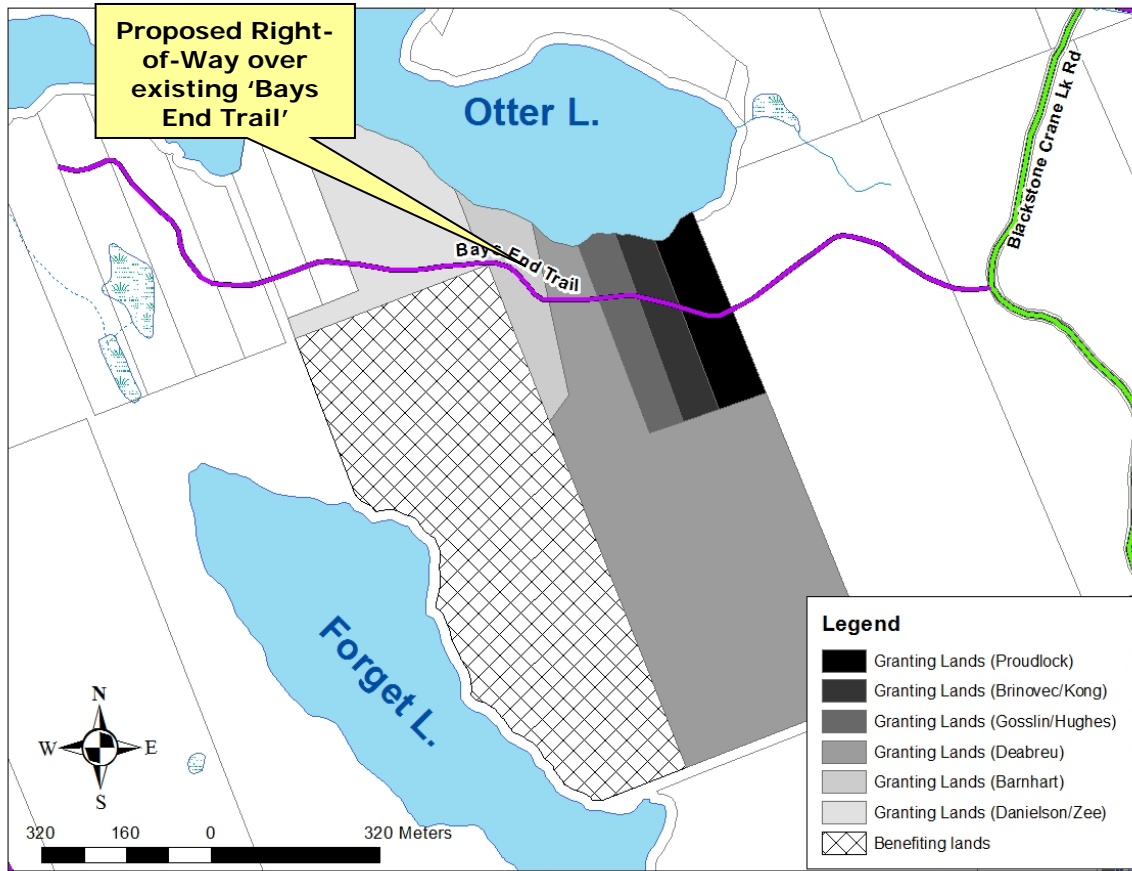 Proposed Right-
of-Way over
existing ‘Bays
End Trail’
Otter L.
Blackstone Crane Lk Rd
Bays End Trail
Forget L.
N
W E
S
320 160 0 320 Meters
Legend
Granting Lands (Proudlock)
Granting Lands (Brinovec/Kong)
Granting Lands (Gosslin/Hughes)
Granting Lands (Deabreu)
Granting Lands (Barnhart)
Granting Lands (Danielson/Zee)
Benefiting lands